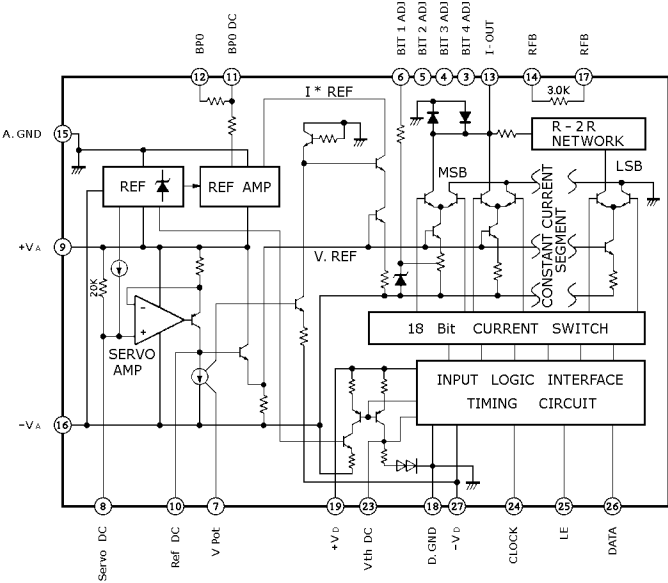 BPO
BPO DC
BIT 1 ADJ
BIT 2 ADJ
BIT 3 ADJ
BIT 4 ADJ
I-OUT
RFB
RFB
12
11
6
5
4
3
13
14
17
3.0K
I * REF
A.GND
15
R-2R
NETWORK
REF
REF AMP
MSB
LSB
+VA
9
V. REF
CONSTANT CURRENT
SEGMENT
20K
-
+
SERVO
AMP
18 Bit CURRENT SWITCH
INPUT LOGIC INTERFACE
TIMING CIRCUIT
-VA
16
8
10
7
19
23
18
27
24
25
26
Servo DC
Ref DC
V Pot
+VD
Vth DC
D.GND
-VD
CLOCK
LE
DATA